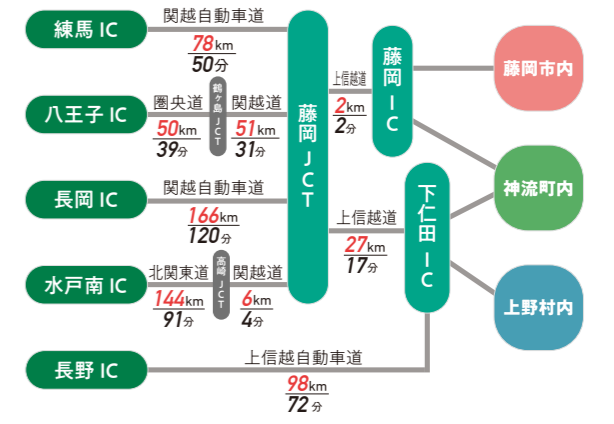 練馬 IC
関越自動車道
78km
50分
八王子 IC
圏央道
50km
39分
鶴ヶ島JCT
関越道
51km
31分
長岡 IC
関越自動車道
166km
120分
水戸南 IC
北関東道
144km
91分
高崎JCT
関越道
6km
4分
長野 IC
上信越自動車道
98km
72分
藤岡JCT
上信越道
2km
2分
藤岡IC
上信越道
27km
17分
下仁田IC
藤岡市内
神流町内
上野村内